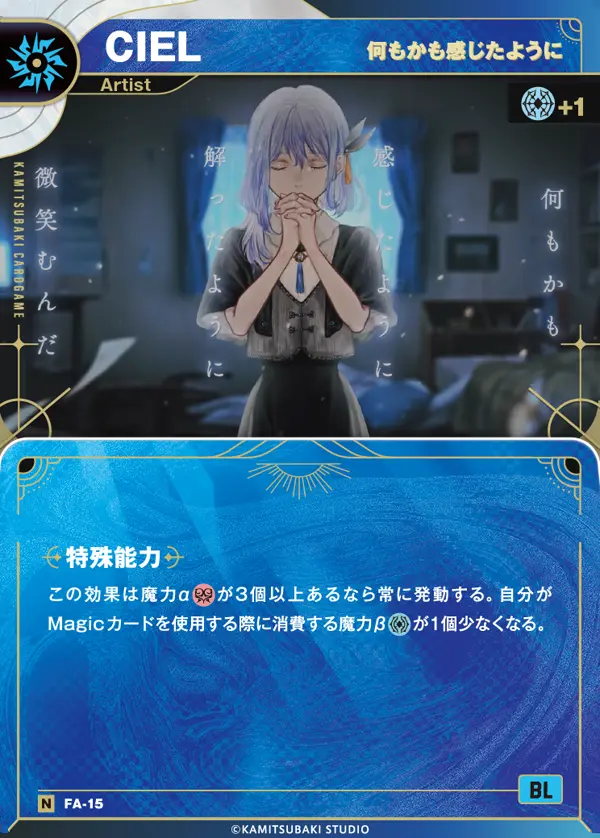 CIEL
何もかも感じたように
Artist
+1
KAMITSUBAKI CARDGAME
何もかも
感じたように
解ったように
微笑むんだ
特殊能力
この効果は魔力αが3個以上あるなら常に発動する。自分が
Magicカードを使用する際に消費する魔力βが1個少なくなる。
BL
N FA-15
©KAMITSUBAKI STUDIO